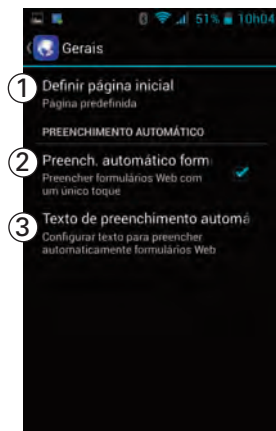 51% 10h04
Gerais
1 Definir página inicial
Página predefinida
PREENCHIMENTO AUTOMÁTICO
2 Preench. automático form
Preencher formulários Web com
um único toque
3 Texto de preenchimento automá
Configurar texto para preencher
automaticamente formulários Web